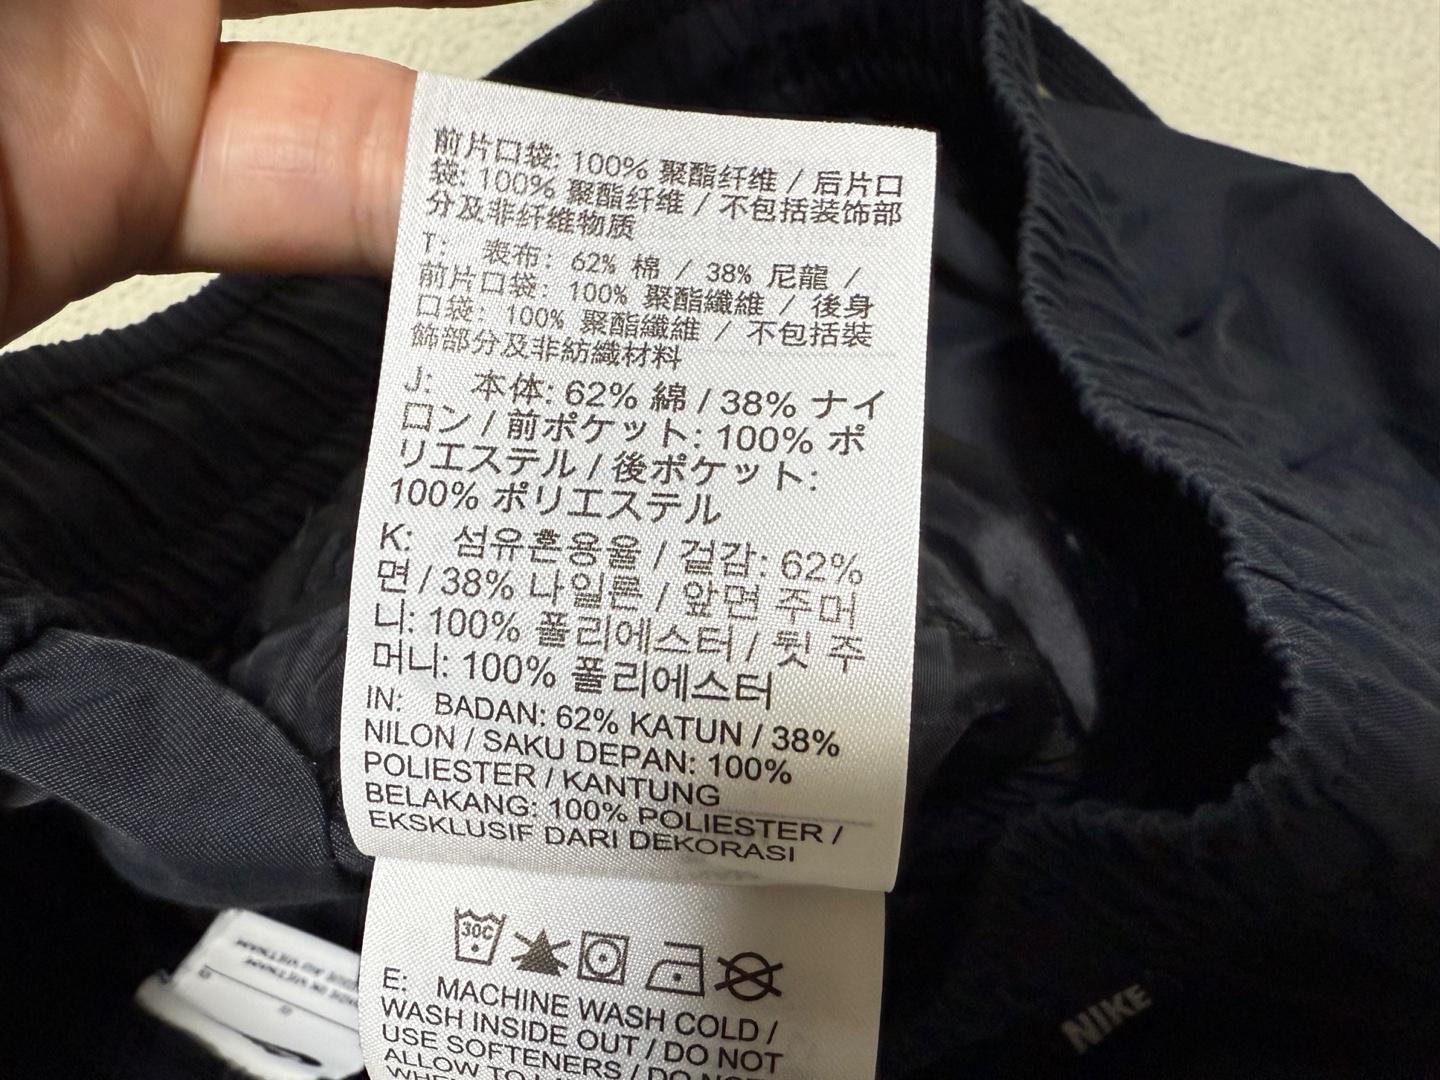 前片口袋: 100% 聚酯纤维 / 后片口
袋: 100% 聚酯纤维 / 不包括装饰部
分及非纤维物质
T: 表布: 62% 棉 / 38% 尼龍 /
前片口袋: 100% 聚酯纖維 / 後身
口袋: 100% 聚酯纖維 / 不包括裝
飾部分及非紡織材料
J: 本体: 62% 綿 / 38% ナイ
ロン / 前ポケット: 100% ポ
リエステル / 後ポケット:
100% ポリエステル
K: 섬유혼용율 / 겉감: 62%
면 / 38% 나일론 / 앞면 주머
니: 100% 폴리에스터 / 뒷 주
머니: 100% 폴리에스터
IN: BADAN: 62% KATUN / 38%
NILON / SAKU DEPAN: 100%
POLIESTER / KANTUNG
BELAKANG: 100% POLIESTER /
EKSKLUSIF DARI DEKORASI
30C
E: MACHINE WASH COLD /
WASH INSIDE OUT / DO NOT
USE SOFTENERS / DO NOT
ALLOW TO
NIKE
MADE IN VIETNAM